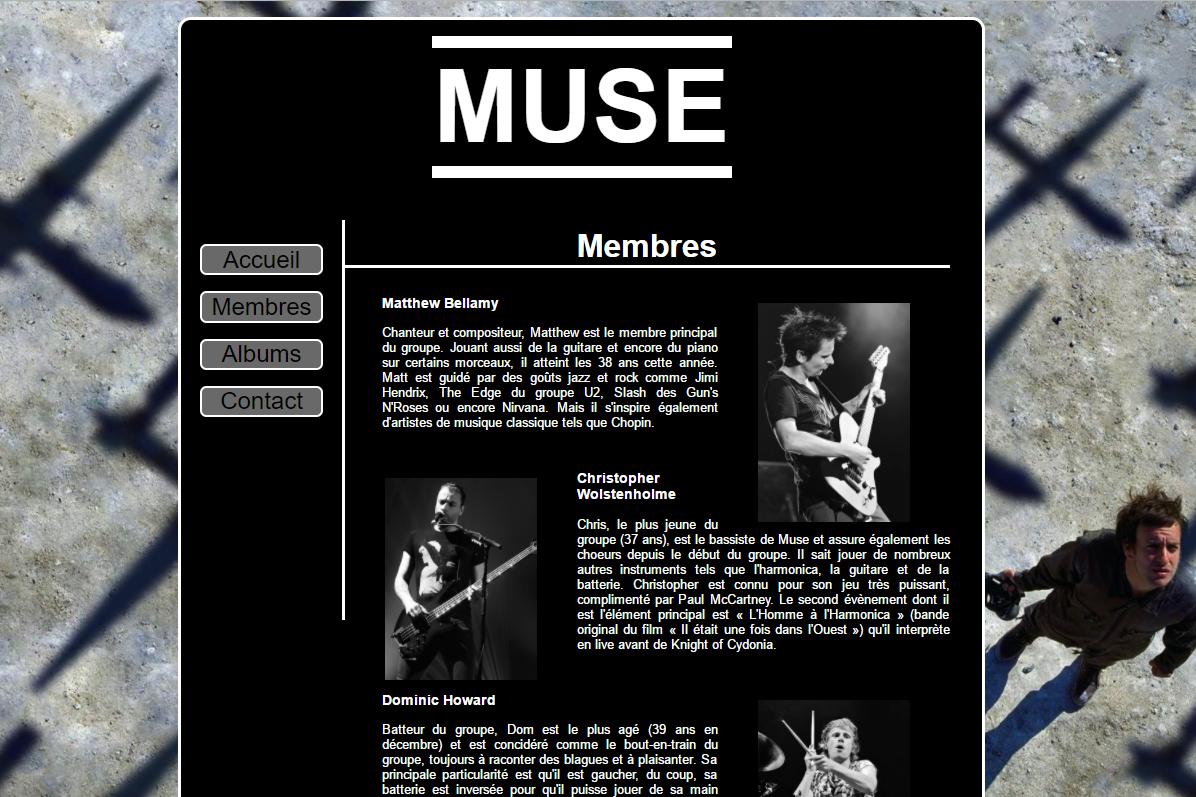 MUSE
Accueil
Membres
Albums
Contact
Membres
Matthew Bellamy
Chanteur et compositeur, Matthew est le membre principal
du groupe. Jouant aussi de la guitare et encore du piano
sur certains morceaux, il atteint les 38 ans cette année.
Matt est guidé par des goûts jazz et rock comme Jimi
Hendrix, The Edge du groupe U2, Slash des Gun's
N'Roses ou encore Nirvana. Mais il s'inspire également
d'artistes de musique classique tels que Chopin.
Christopher
Wolstenholme
Chris, le plus jeune du
groupe (37 ans), est le bassiste de Muse et assure également les
choeurs depuis le début du groupe. Il sait jouer de nombreux
autres instruments tels que l'harmonica, la guitare et de la
batterie. Christopher est connu pour son jeu très puissant,
complimenté par Paul McCartney. Le second évènement dont il
est l'élément principal est « L'Homme à l'Harmonica » (bande
original du film « Il était une fois dans l'Ouest ») qu'il interprète
en live avant de Knight of Cydonia.
Dominic Howard
Batteur du groupe, Dom est le plus agé (39 ans en
décembre) et est concidéré comme le bout-en-train du
groupe, toujours à raconter des blagues et à plaisanter. Sa
principale particularité est qu'il est gaucher, du coup, sa
batterie est inversée pour qu'il puisse jouer de sa main